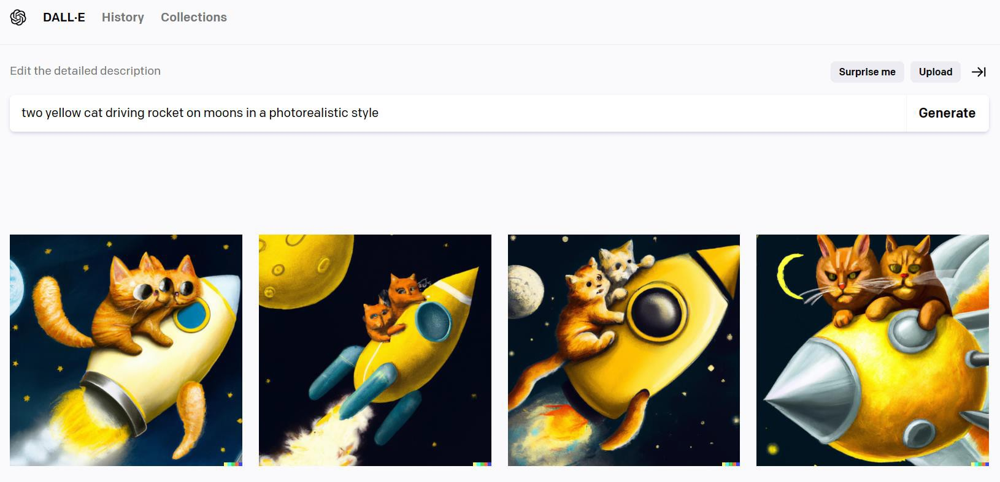 DALL·E History Collections
Edit the detailed description
Surprise me Upload
two yellow cat driving rocket on moons in a photorealistic style
Generate